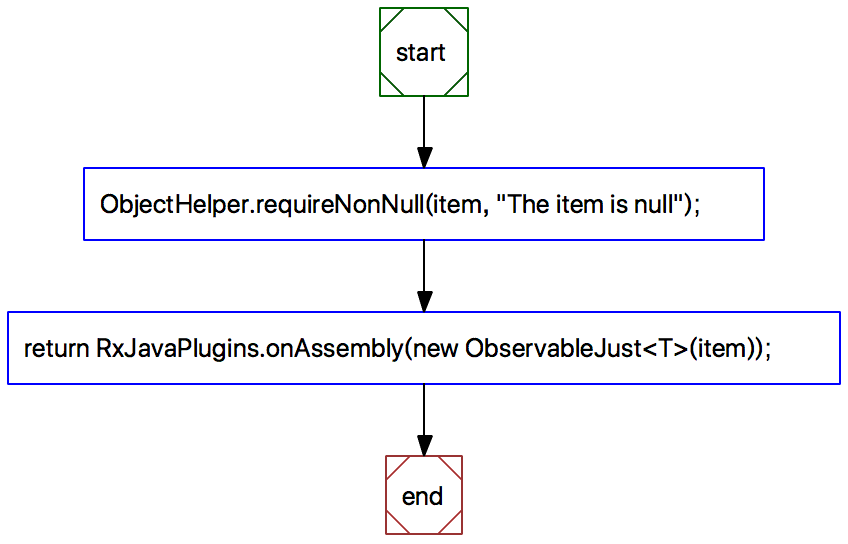 start
ObjectHelper.requireNonNull(item, "The item is null");
return RxJavaPlugins.onAssembly(new ObservableJust<T>(item));
end